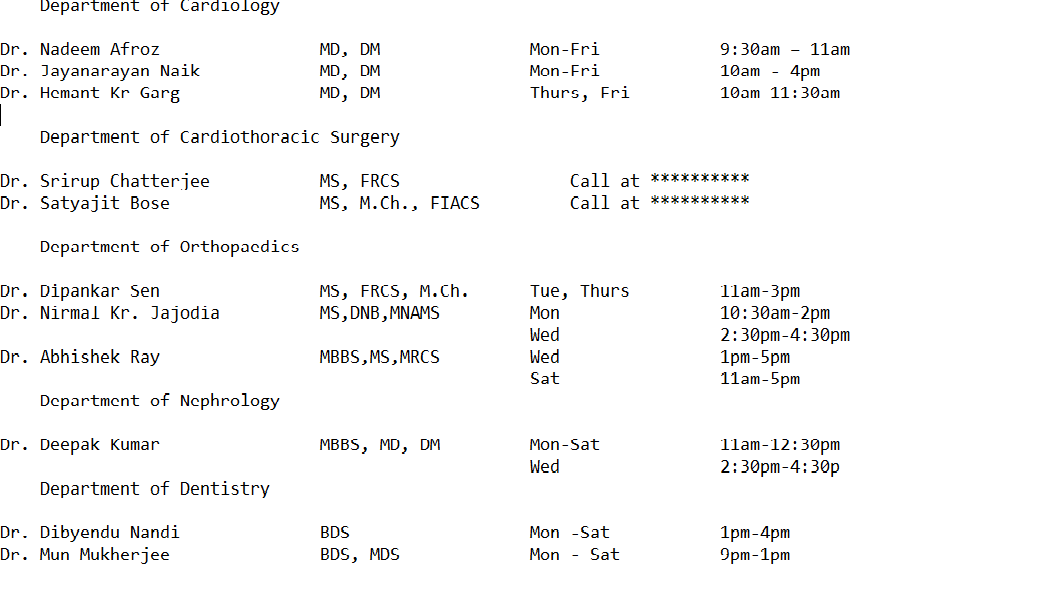 Department of Cardiology
Dr. Nadeem Afroz MD, DM Mon-Fri 9:30am – 11am
Dr. Jayanarayan Naik MD, DM Mon-Fri 10am - 4pm
Dr. Hemant Kr Garg MD, DM Thurs, Fri 10am 11:30am
Department of Cardiothoracic Surgery
Dr. Srirup Chatterjee MS, FRCS Call at **********
Dr. Satyajit Bose MS, M.Ch., FIACS Call at **********
Department of Orthopaedics
Dr. Dipankar Sen MS, FRCS, M.Ch. Tue, Thurs 11am-3pm
Dr. Nirmal Kr. Jajodia MS,DNB,MNAMS Mon 10:30am-2pm
Wed 2:30pm-4:30pm
Dr. Abhishek Ray MBBS,MS,MRCS Wed 1pm-5pm
Sat 11am-5pm
Department of Nephrology
Dr. Deepak Kumar MBBS, MD, DM Mon-Sat 11am-12:30pm
Wed 2:30pm-4:30p
Department of Dentistry
Dr. Dibyendu Nandi BDS Mon -Sat 1pm-4pm
Dr. Mun Mukherjee BDS, MDS Mon - Sat 9pm-1pm